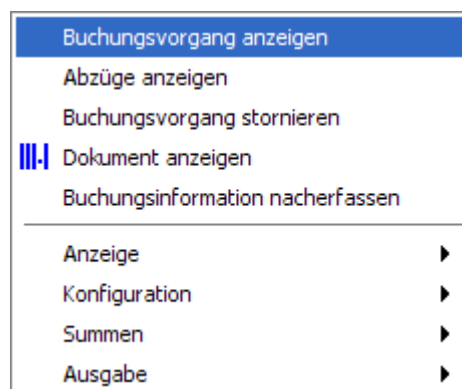 Buchungsvorgang anzeigen
Abzüge anzeigen
Buchungsvorgang stornieren
Dokument anzeigen
Buchungsinformation nacherfassen
Anzeige
Konfiguration
Summen
Ausgabe